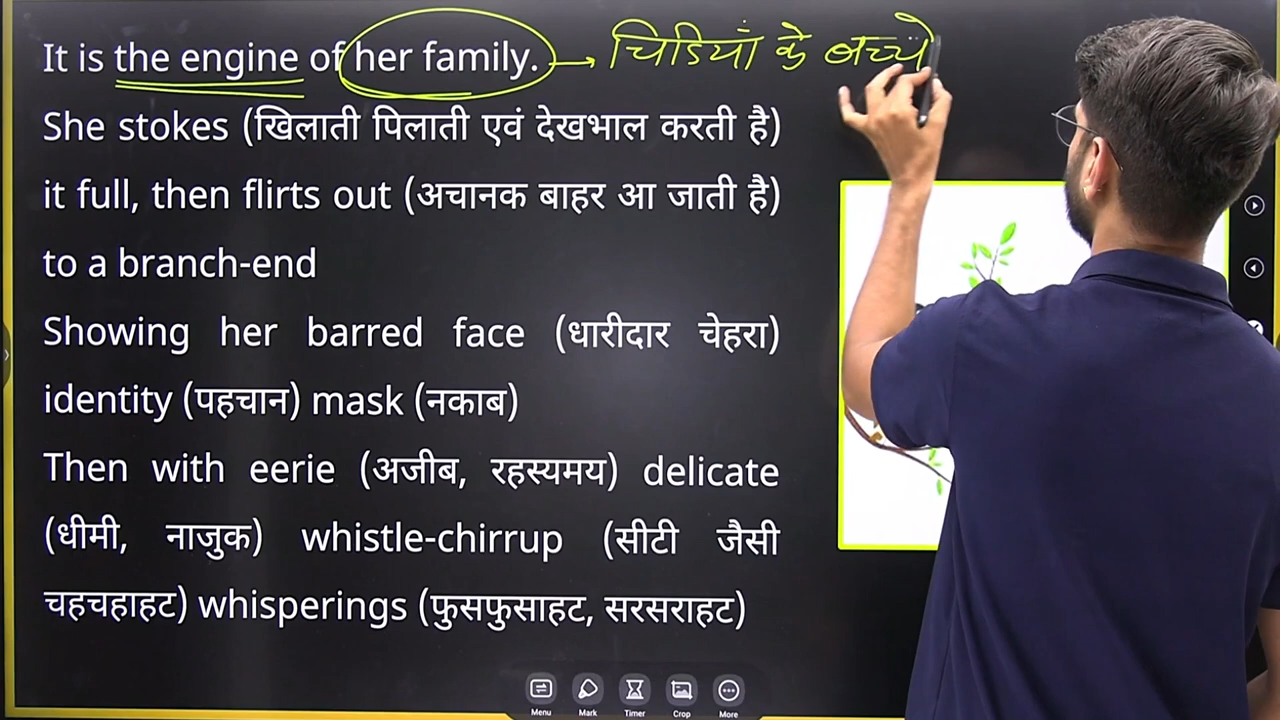 It is the engine of her family. → चिडियां के बच्चे
She stokes (खिलाती पिलाती एवं देखभाल करती है)
it full, then flirts out (अचानक बाहर आ जाती है)
to a branch-end
Showing her barred face (धारीदार चेहरा)
identity (पहचान) mask (नकाब)
Then with eerie (अजीब, रहस्यमय) delicate
(धीमी, नाजुक) whistle-chirrup (सीटी जैसी
चहचहाहट) whisperings (फुसफुसाहट, सरसराहट)
Menu Mark Timer Crop More